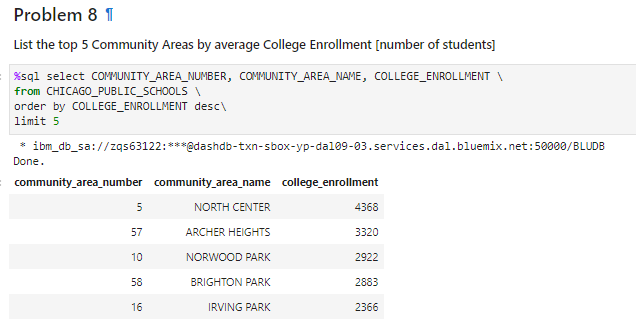 Problem 8 ¶
List the top 5 Community Areas by average College Enrollment [number of students]
%sql select COMMUNITY_AREA_NUMBER, COMMUNITY_AREA_NAME, COLLEGE_ENROLLMENT \
from CHICAGO_PUBLIC_SCHOOLS \
order by COLLEGE_ENROLLMENT desc\
limit 5
* ibm_db_sa://zqs63122:***@dashdb-txn-sbox-yp-dal09-03.services.dal.bluemix.net:50000/BLUDB
Done.
community_area_number community_area_name college_enrollment
5 NORTH CENTER 4368
57 ARCHER HEIGHTS 3320
10 NORWOOD PARK 2922
58 BRIGHTON PARK 2883
16 IRVING PARK 2366